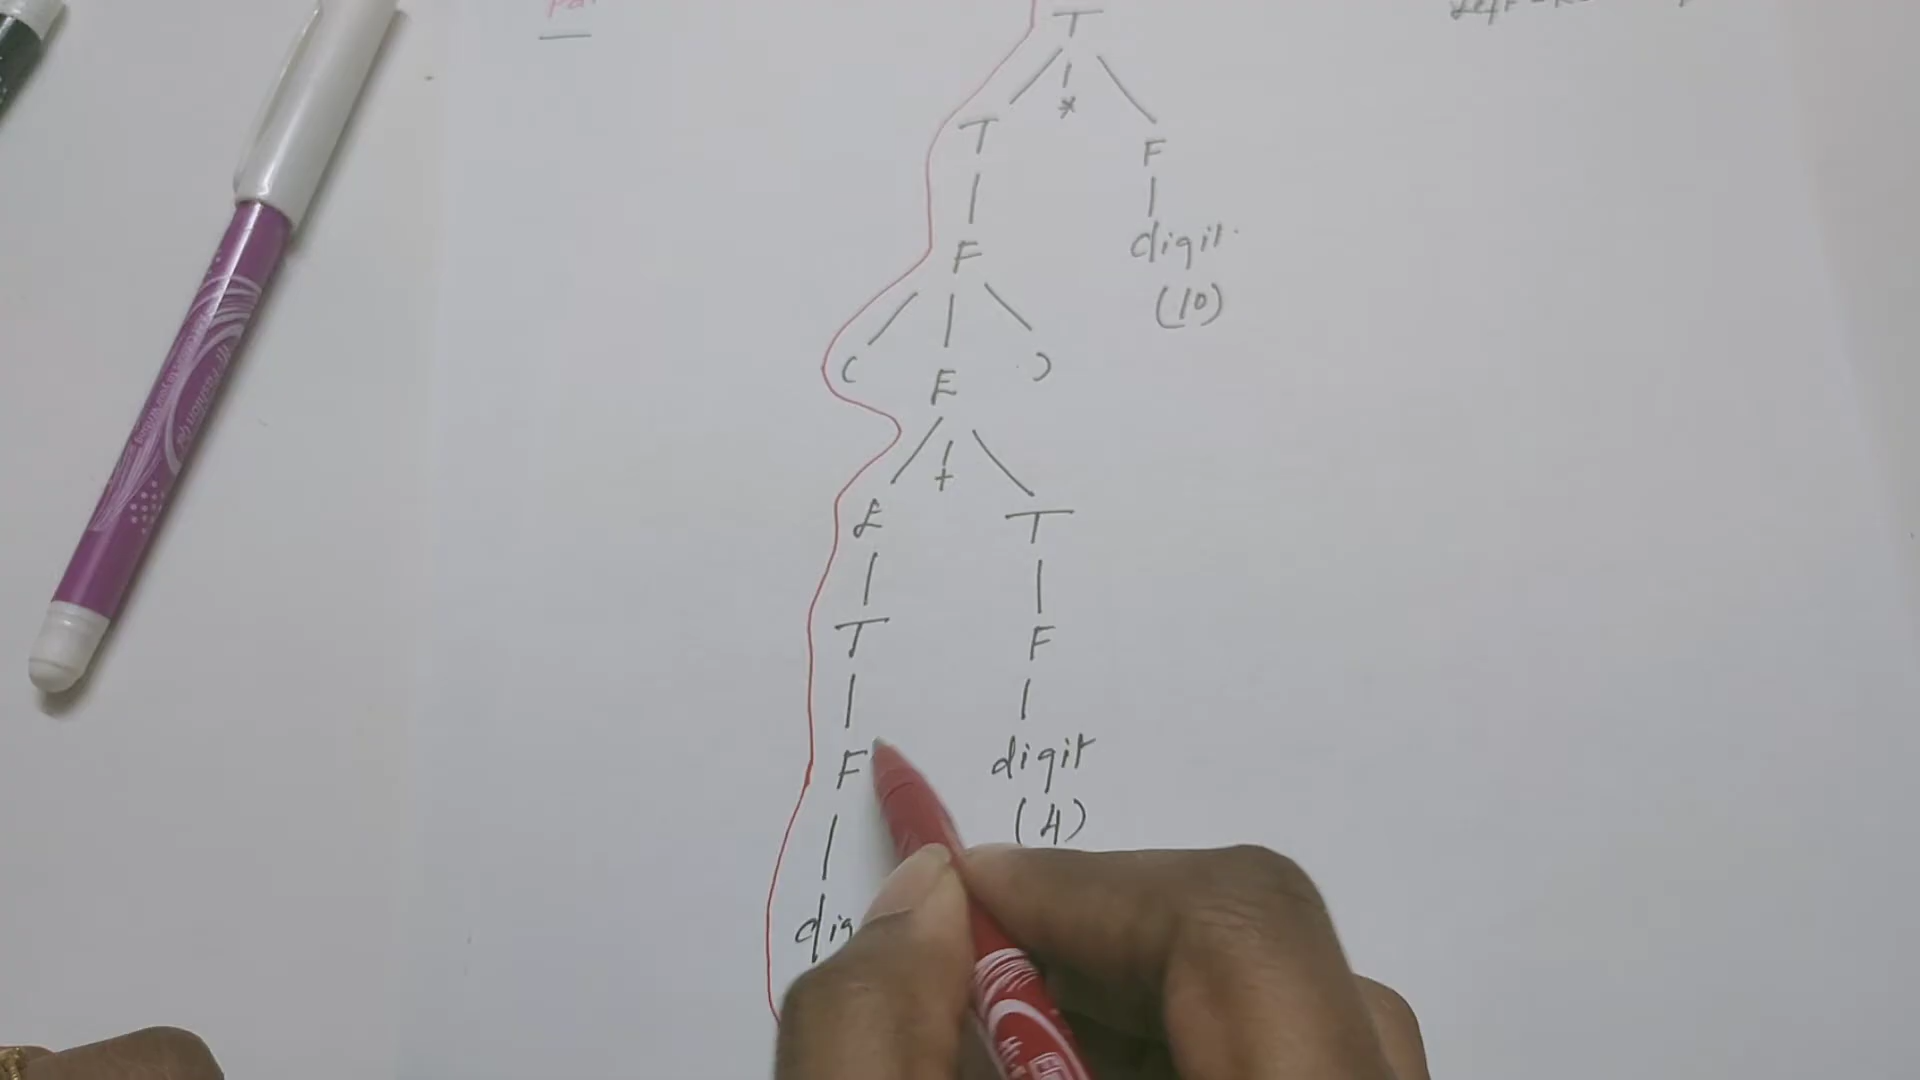 T
T * F
F digit.
(10)
( E )
E + T
T F
F digit
(4)
dig